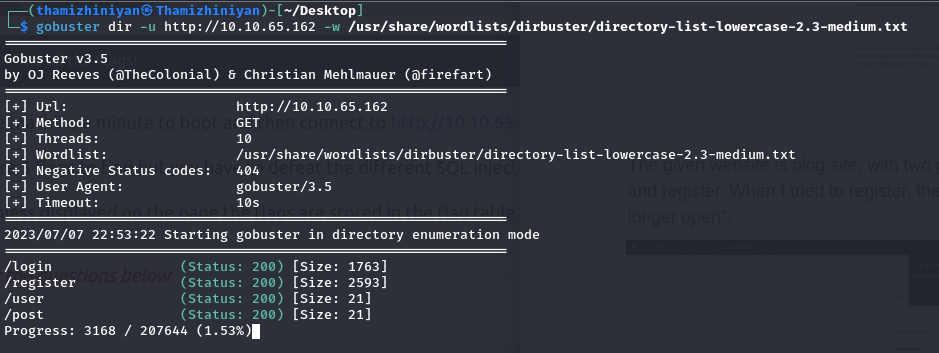 ┌──(thamizhiniyan㉿Thamizhiniyan)-[~/Desktop]
└─$ gobuster dir -u http://10.10.65.162 -w /usr/share/wordlists/dirbuster/directory-list-lowercase-2.3-medium.txt
===============================================================
Gobuster v3.5
by OJ Reeves (@TheColonial) & Christian Mehlmauer (@firefart)
===============================================================
[+] Url: http://10.10.65.162
[+] Method: GET
[+] Threads: 10
[+] Wordlist: /usr/share/wordlists/dirbuster/directory-list-lowercase-2.3-medium.txt
[+] Negative Status codes: 404
[+] User Agent: gobuster/3.5
[+] Timeout: 10s
===============================================================
2023/07/07 22:53:22 Starting gobuster in directory enumeration mode
===============================================================
/login (Status: 200) [Size: 1763]
/register (Status: 200) [Size: 2593]
/user (Status: 200) [Size: 21]
/post (Status: 200) [Size: 21]
Progress: 3168 / 207644 (1.53%)
minute to boot and then connect to http://10.10.65
but you have to defeat the different SQL inject
displayed on the page the flags are stored in the flag table
questions below
The given website is blog site, with two
and register. When I tried to register, the
longer open".